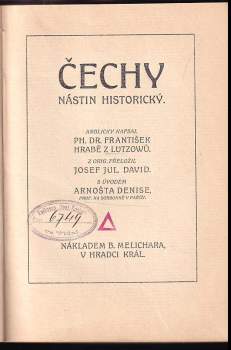 ČECHY
NÁSTIN HISTORICKÝ.
ANGLICKY NAPSAL
PH. DR. FRANTIŠEK
HRABĚ Z LUTZOWŮ.
Z ORIG. PŘELOŽIL
JOSEF JUL. DAVID.
S ÚVODEM
ARNOŠTA DENISE,
PROF. NA SORBONNĚ V PAŘÍŽI.
6749
NÁKLADEM B. MELICHARA,
V HRADCI KRÁL.